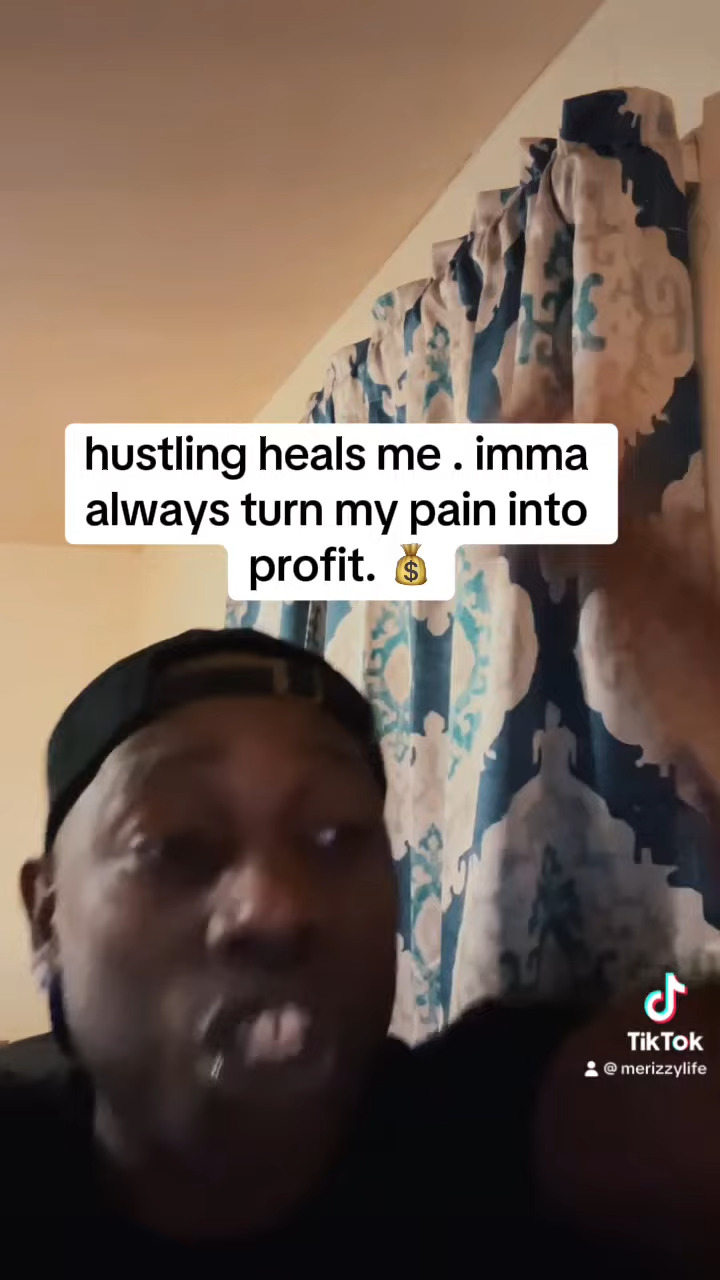 hustling heals me . imma
always turn my pain into
profit. 💰
TikTok
@merizzylife